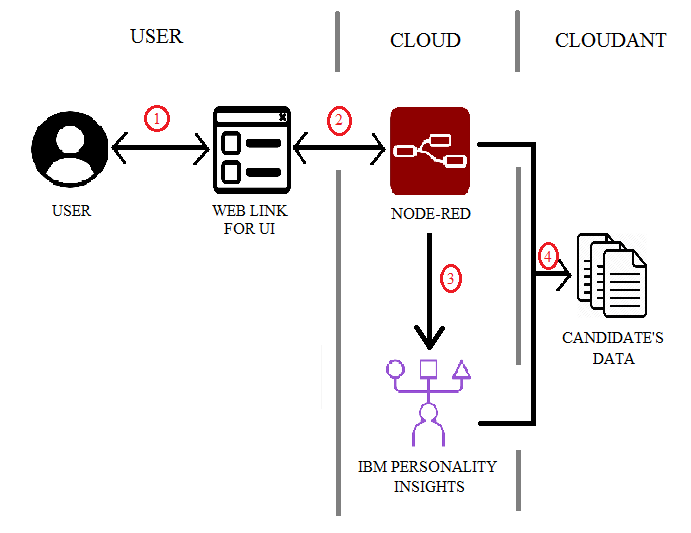 USER
CLOUD
CLOUDANT
1
2
USER
WEB LINK
FOR UI
NODE-RED
3
4
CANDIDATE'S
DATA
IBM PERSONALITY
INSIGHTS